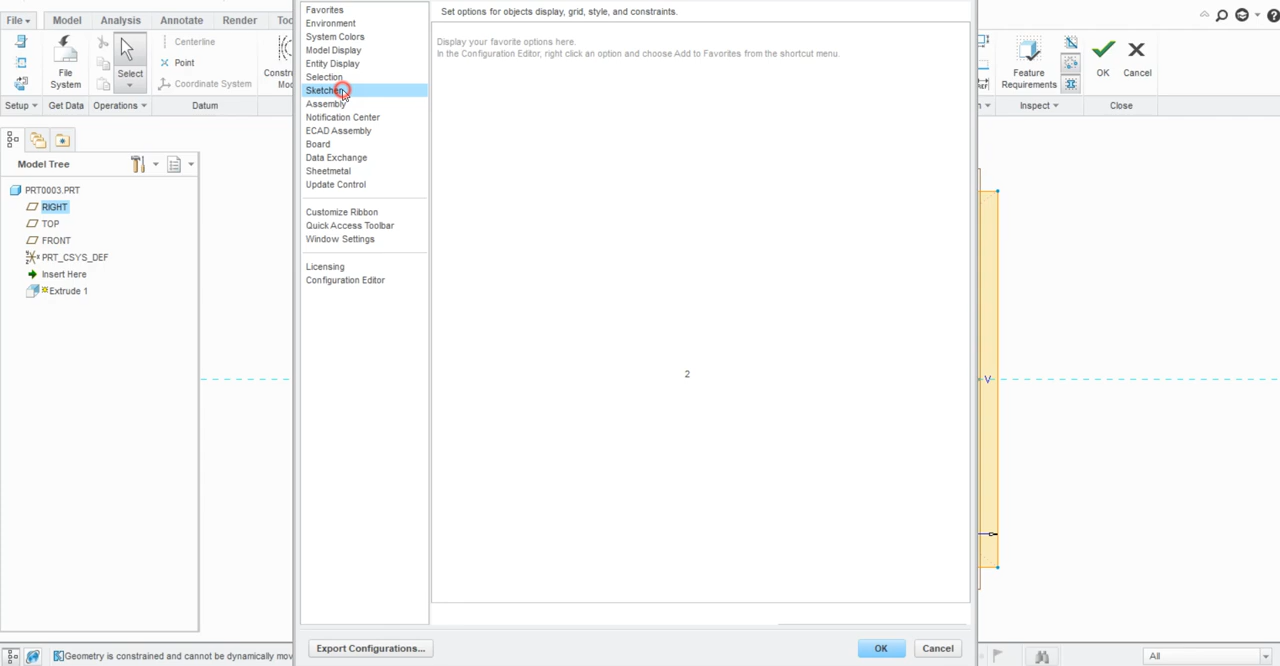 File
Model
Analysis
Annotate
Render
Centerline
Point
Coordinate System
File
System
Select
Feature
Requirements
OK
Cancel
Setup
Get Data
Operations
Datum
Inspect
Close
Model Tree
PRT0003.PRT
RIGHT
TOP
FRONT
PRT_CSYS_DEF
Insert Here
Extrude 1
Favorites
Environment
System Colors
Model Display
Entity Display
Selection
Sketcher
Assembly
Notification Center
ECAD Assembly
Board
Data Exchange
Sheetmetal
Update Control
Customize Ribbon
Quick Access Toolbar
Window Settings
Licensing
Configuration Editor
Set options for objects display, grid, style, and constraints.
Display your favorite options here.
In the Configuration Editor, right click an option and choose Add to Favorites from the shortcut menu.
2
V
Export Configurations...
OK
Cancel
Geometry is constrained and cannot be dynamically
All